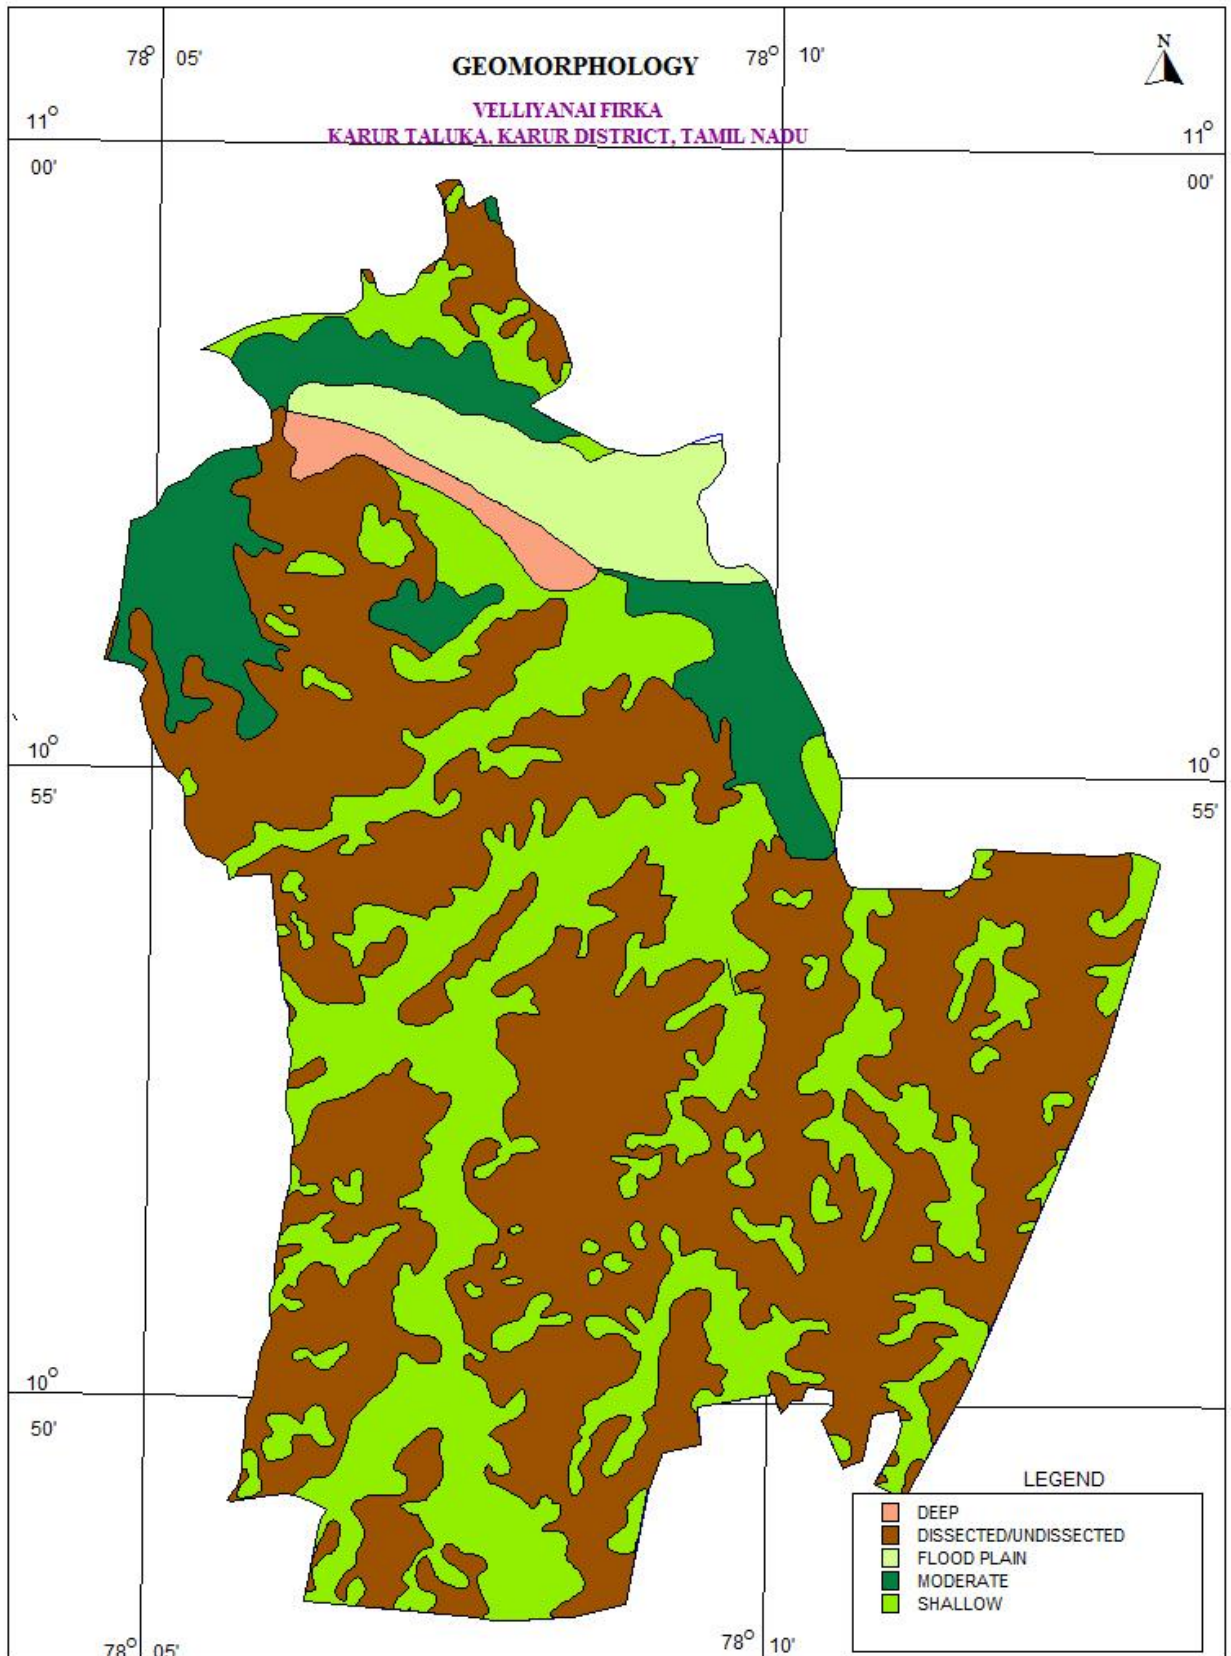 78° 05' 78° 10' N
GEOMORPHOLOGY
VELLIYANAI FIRKA
KARUR TALUKA, KARUR DISTRICT, TAMIL NADU
11° 11°
00' 00'
10° 10°
55' 55'
10°
50'
LEGEND
DEEP
DISSECTED/UNDISSECTED
FLOOD PLAIN
MODERATE
SHALLOW
78° 05' 78° 10'